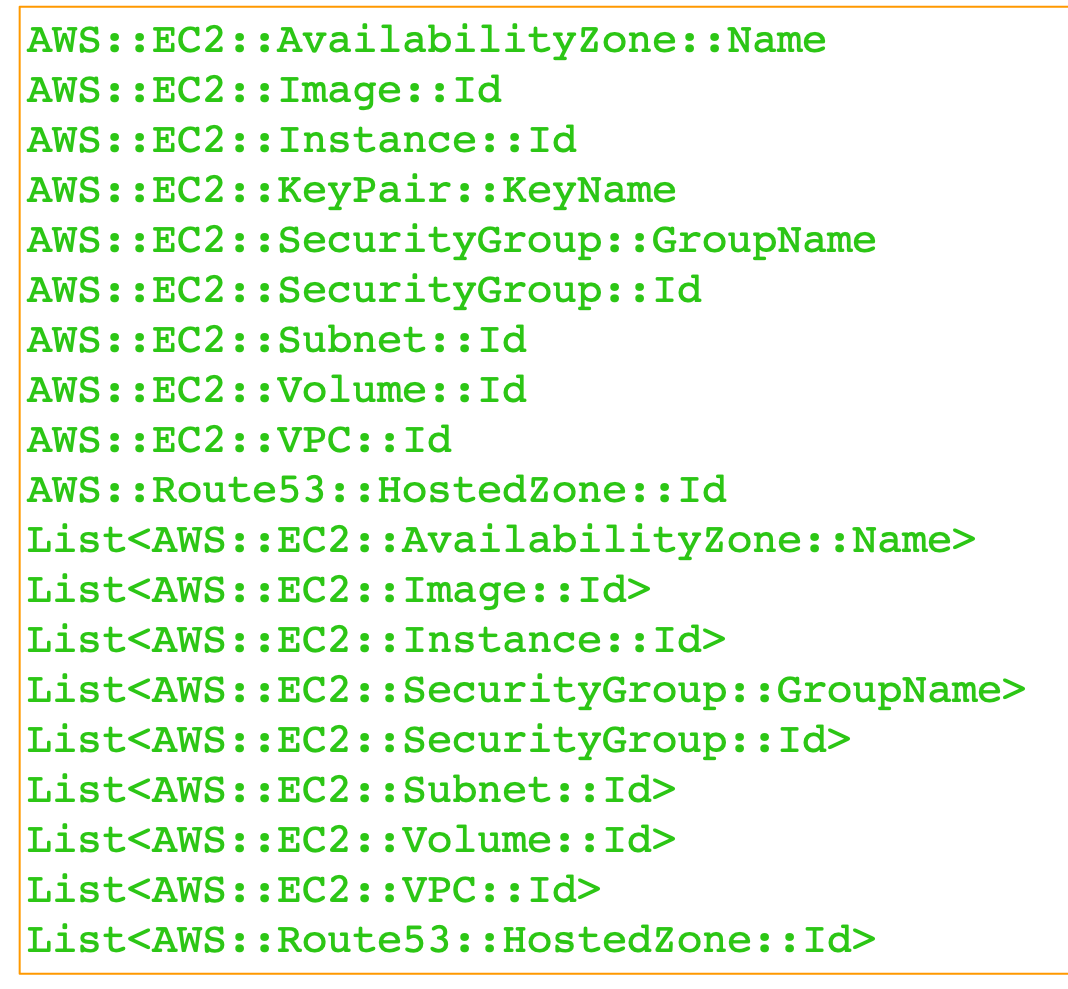 AWS::EC2::AvailabilityZone::Name
AWS::EC2::Image::Id
AWS::EC2::Instance::Id
AWS::EC2::KeyPair::KeyName
AWS::EC2::SecurityGroup::GroupName
AWS::EC2::SecurityGroup::Id
AWS::EC2::Subnet::Id
AWS::EC2::Volume::Id
AWS::EC2::VPC::Id
AWS::Route53::HostedZone::Id
List<AWS::EC2::AvailabilityZone::Name>
List<AWS::EC2::Image::Id>
List<AWS::EC2::Instance::Id>
List<AWS::EC2::SecurityGroup::GroupName>
List<AWS::EC2::SecurityGroup::Id>
List<AWS::EC2::Subnet::Id>
List<AWS::EC2::Volume::Id>
List<AWS::EC2::VPC::Id>
List<AWS::Route53::HostedZone::Id>